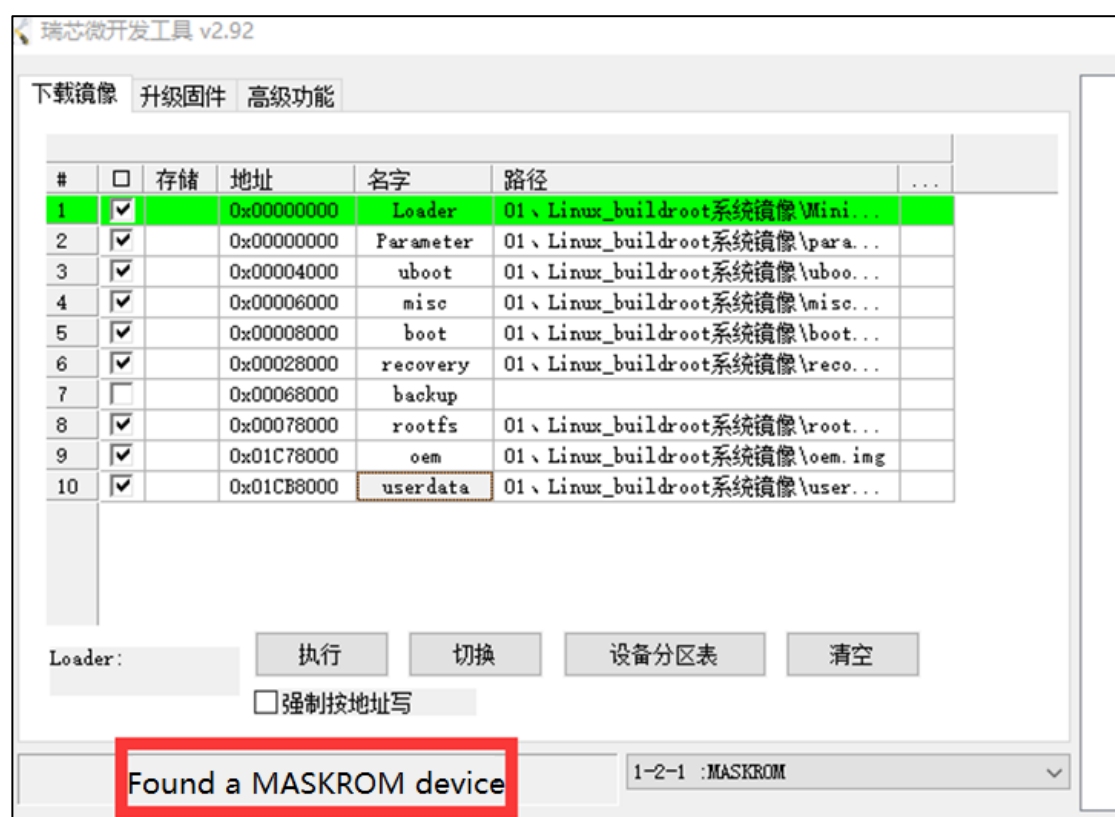 瑞芯微开发工具 v2.92
下载镜像 升级固件 高级功能
# 存储 地址 名字 路径 ...
1 0x00000000 Loader 01、Linux_buildroot系统镜像\Mini...
2 0x00000000 Parameter 01、Linux_buildroot系统镜像\para...
3 0x00004000 uboot 01、Linux_buildroot系统镜像\uboo...
4 0x00006000 misc 01、Linux_buildroot系统镜像\misc...
5 0x00008000 boot 01、Linux_buildroot系统镜像\boot...
6 0x00028000 recovery 01、Linux_buildroot系统镜像\reco...
7 0x00068000 backup
8 0x00078000 rootfs 01、Linux_buildroot系统镜像\root...
9 0x01C78000 oem 01、Linux_buildroot系统镜像\oem.img
10 0x01CB8000 userdata 01、Linux_buildroot系统镜像\user...
Loader: 执行 切换 设备分区表 清空
强制按地址写
Found a MASKROM device 1-2-1 :MASKROM